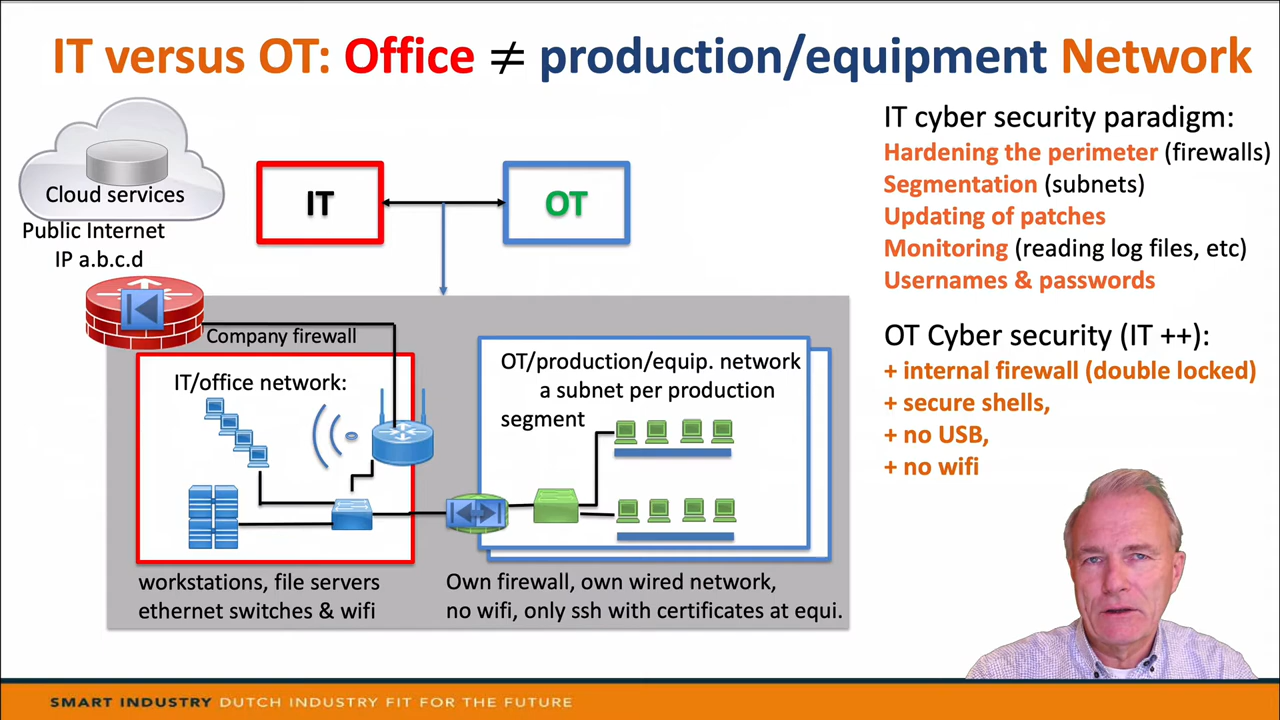 IT versus OT: Office ≠ production/equipment Network
Cloud services
Public Internet
IP a.b.c.d
IT
OT
Company firewall
IT/office network:
OT/production/equip. network
a subnet per production
segment
workstations, file servers
ethernet switches & wifi
Own firewall, own wired network,
no wifi, only ssh with certificates at equi.
IT cyber security paradigm:
Hardening the perimeter (firewalls)
Segmentation (subnets)
Updating of patches
Monitoring (reading log files, etc)
Usernames & passwords
OT Cyber security (IT ++):
+ internal firewall (double locked)
+ secure shells,
+ no USB,
+ no wifi
SMART INDUSTRY DUTCH INDUSTRY FIT FOR THE FUTURE